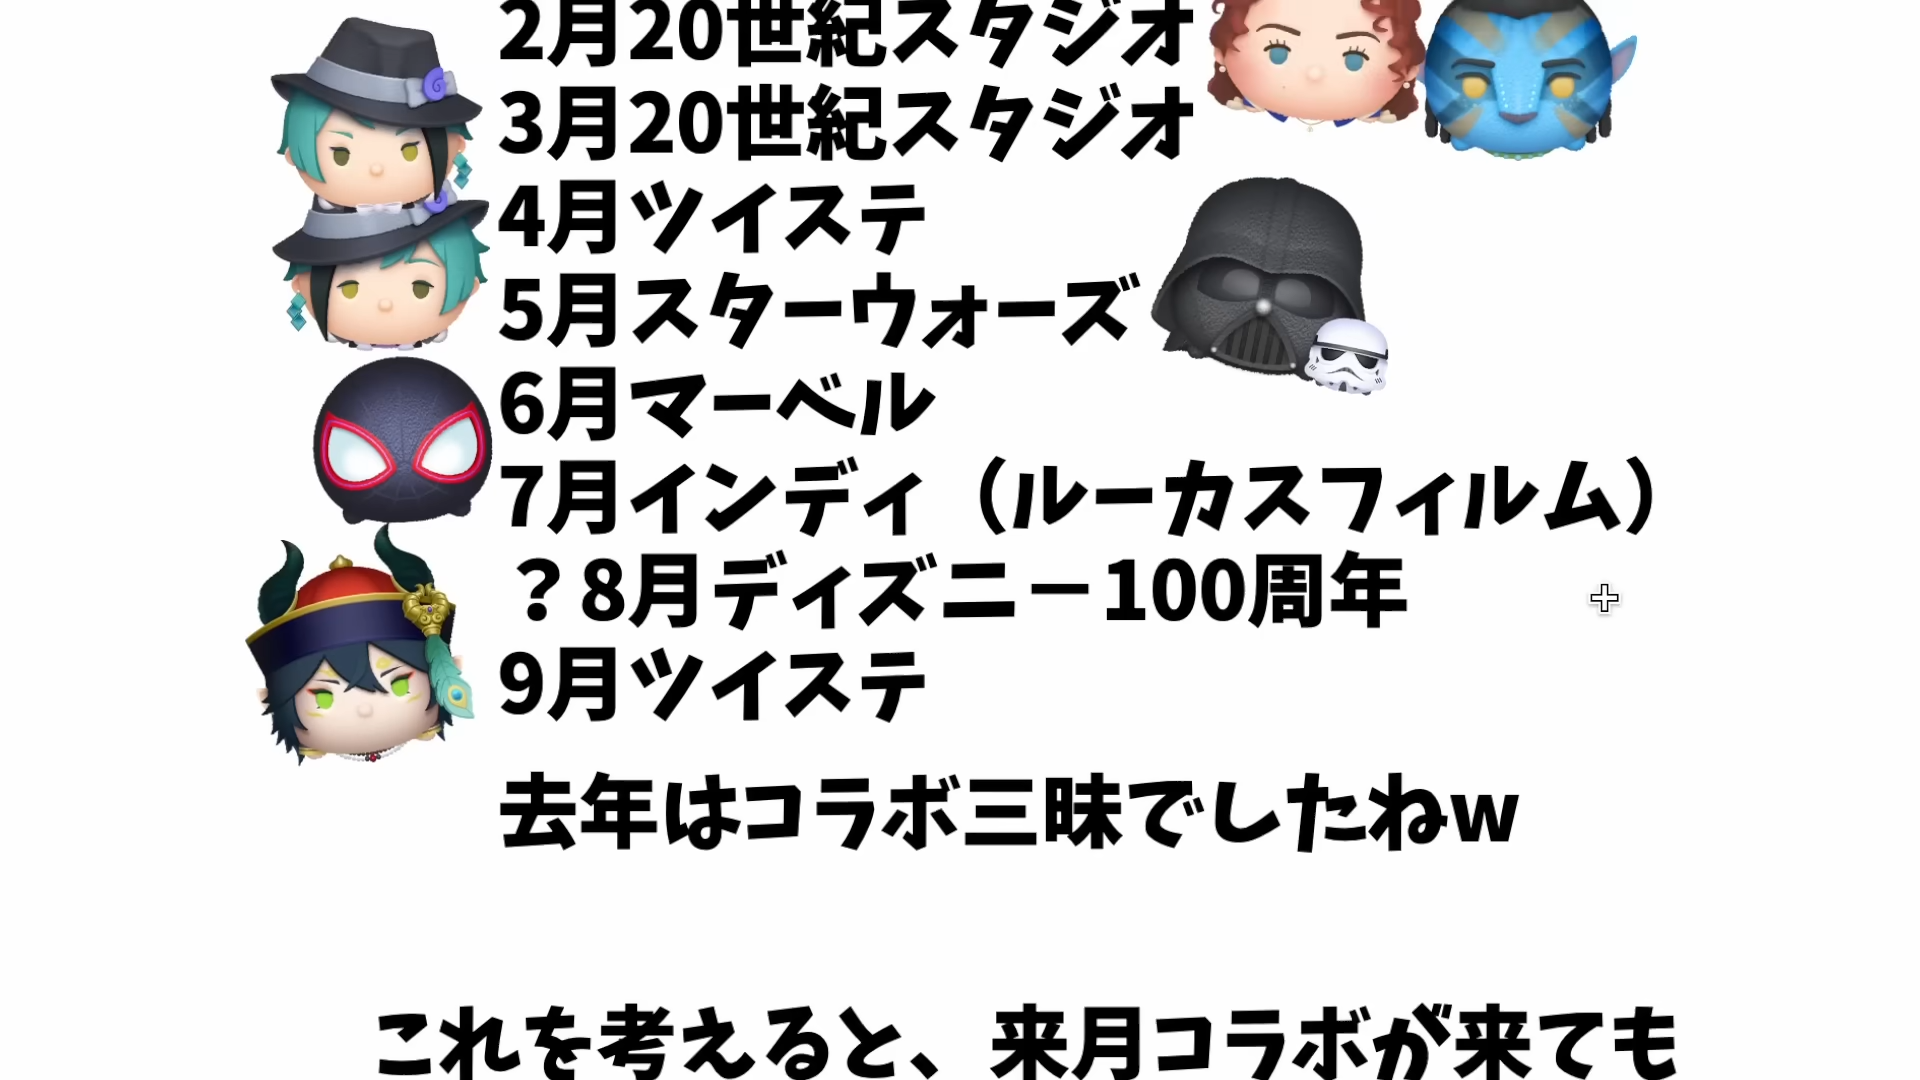 2月20世紀スタジオ
3月20世紀スタジオ
4月ツイステ
5月スターウォーズ
6月マーベル
7月インディ（ルーカスフィルム）
？8月ディズニー100周年
9月ツイステ
去年はコラボ三昧でしたねw
これを考えると、来月コラボが来ても